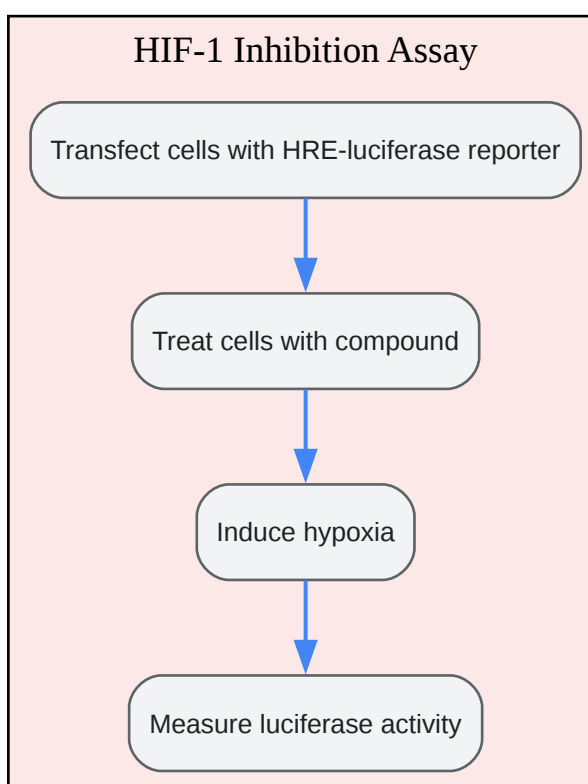 HIF-1 Inhibition Assay
Transfect cells with HRE-luciferase reporter
Treat cells with compound
Induce hypoxia
Measure luciferase activity